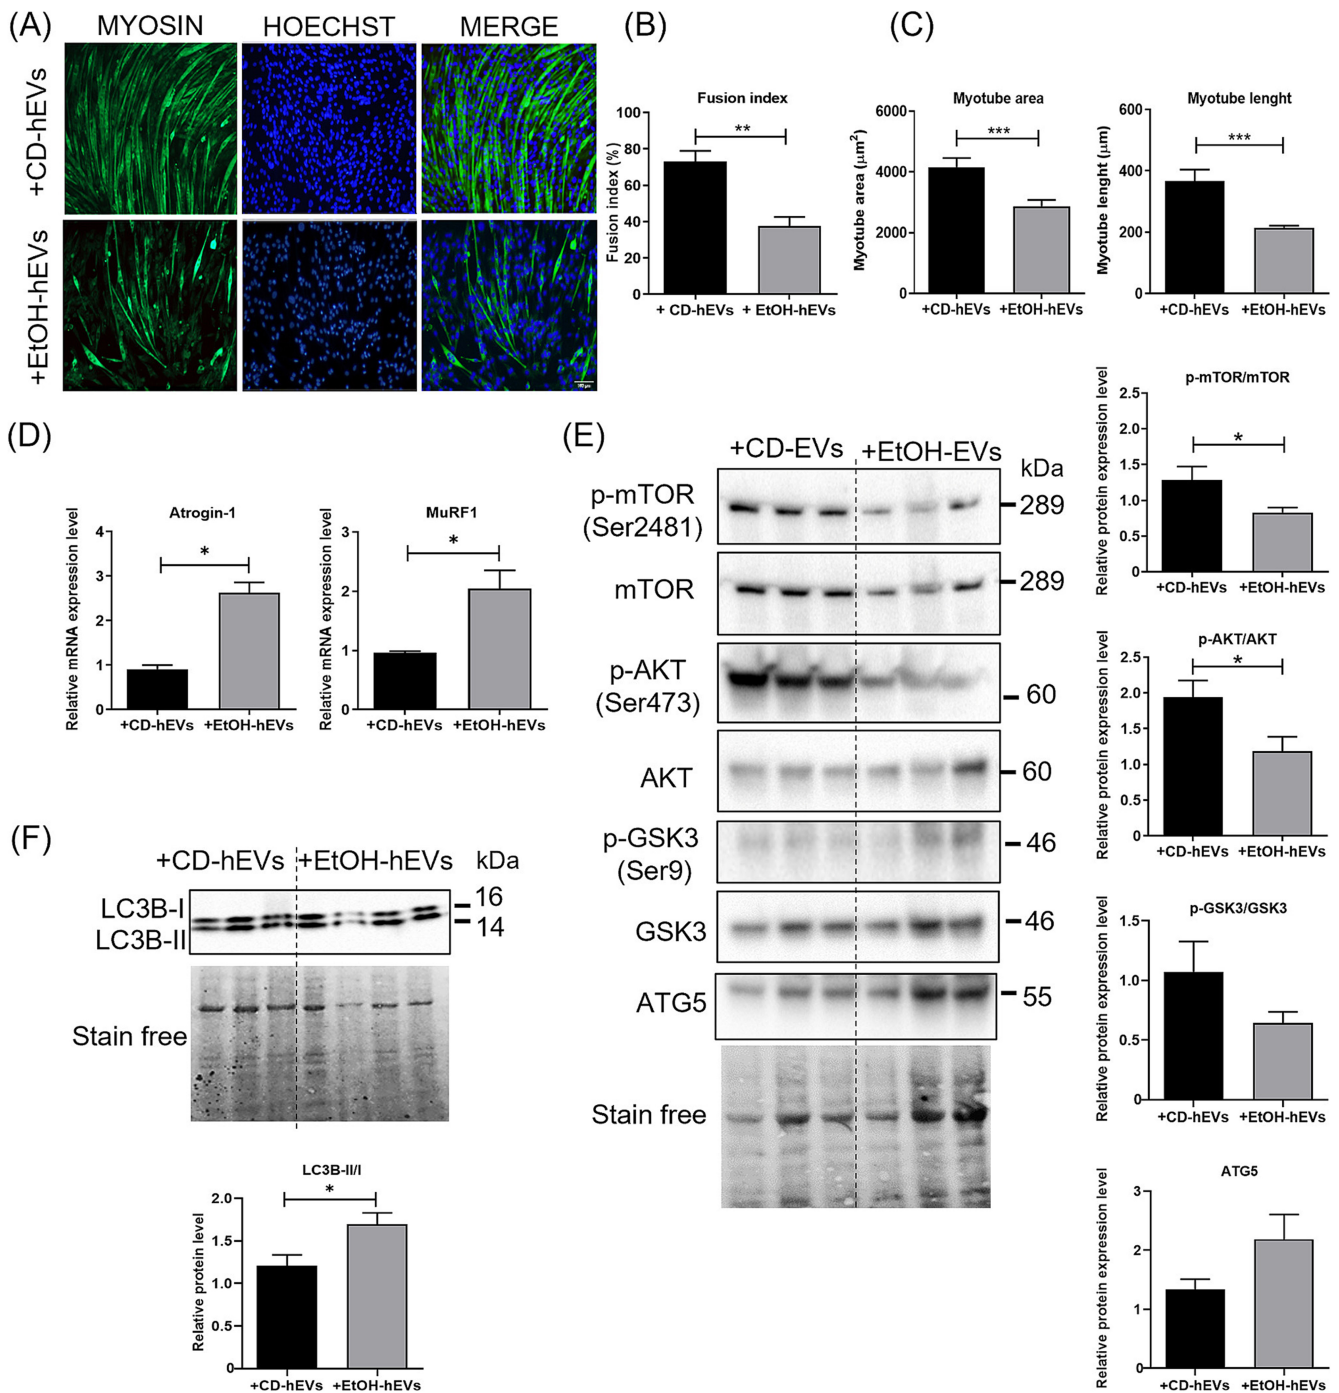 (A)
MYOSIN
HOECHST
MERGE
+CD-hEVs
+EtOH-hEVs
(B)
Fusion index
Fusion index (%)
100
80
60
40
20
0
**
+ CD-hEVs
+ EtOH-hEVs
(C)
Myotube area
Myotube area (μm2)
6000
4000
2000
0
***
+CD-hEVs
+EtOH-hEVs
Myotube lenght
Myotube lenght (μm)
600
400
200
0
***
+CD-hEVs
+EtOH-hEVs
(D)
Atrogin-1
Relative mRNA expression level
4
3
2
1
0
*
+CD-hEVs
+EtOH-hEVs
MuRF1
Relative mRNA expression level
3
2
1
0
*
+CD-hEVs
+EtOH-hEVs
(E)
+CD-EVs
+EtOH-EVs
kDa
p-mTOR
(Ser2481)
289
mTOR
289
p-AKT
(Ser473)
60
AKT
60
p-GSK3
(Ser9)
46
GSK3
46
ATG5
55
Stain free
p-mTOR/mTOR
Relative protein expression level
2.5
2.0
1.5
1.0
0.5
0
*
+CD-hEVs
+EtOH-hEVs
p-AKT/AKT
Relative protein expression level
2.5
2.0
1.5
1.0
0.5
0
*
+CD-hEVs
+EtOH-hEVs
p-GSK3/GSK3
Relative protein expression level
1.5
1.0
0.5
0
+CD-hEVs
+EtOH-hEVs
ATG5
Relative protein expression level
3
2
1
0
+CD-hEVs
+EtOH-hEVs
(F)
+CD-hEVs
+EtOH-hEVs
kDa
LC3B-I
16
LC3B-II
14
Stain free
LC3B-II/I
Relative protein level
2.0
1.5
1.0
0.5
0
*
+CD-hEVs
+EtOH-hEVs